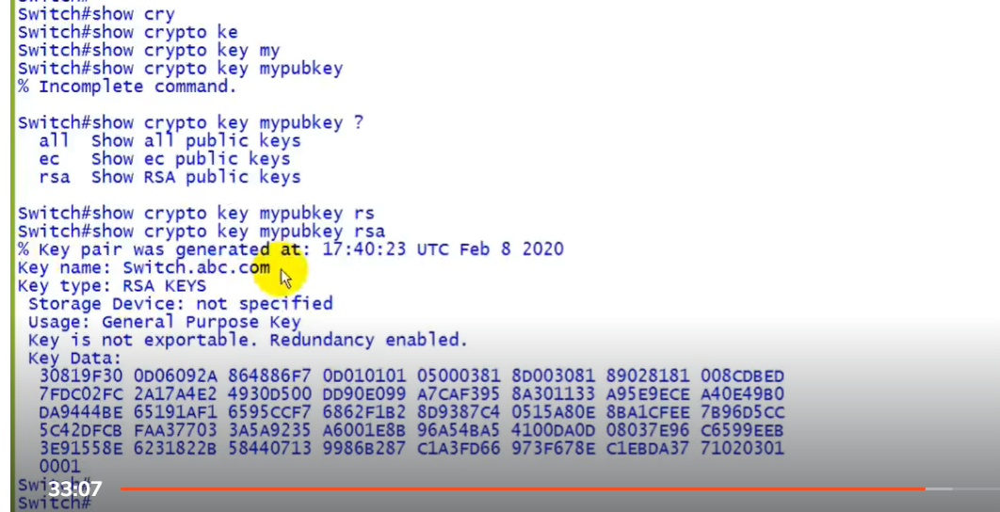 Switch#show cry
Switch#show crypto ke
Switch#show crypto key my
Switch#show crypto key mypubkey
% Incomplete command.
Switch#show crypto key mypubkey ?
all Show all public keys
ec Show ec public keys
rsa Show RSA public keys
Switch#show crypto key mypubkey rs
Switch#show crypto key mypubkey rsa
% Key pair was generated at: 17:40:23 UTC Feb 8 2020
Key name: Switch.abc.com
Key type: RSA KEYS
Storage Device: not specified
Usage: General Purpose Key
Key is not exportable. Redundancy enabled.
Key Data:
30819F30 0D06092A 864886F7 0D010101 05000381 8D003081 89028181 008CDBED
7FDC02FC 2A17A4E2 4930D500 DD90E099 A7CAF395 8A301133 A95E9ECE A40E49B0
DA9444BE 65191AF1 6595CCF7 6862F1B2 8D9387C4 0515A80E 8BA1CFEE 7B96D5CC
5C42DFCB FAA37703 3A5A9235 A6001E8B 96A54BA5 4100DA0D 08037E96 C6599EEB
3E91558E 6231822B 58440713 9986B287 C1A3FD66 973F678E C1EBDA37 71020301
0001
Switch#
33:07
Switch#